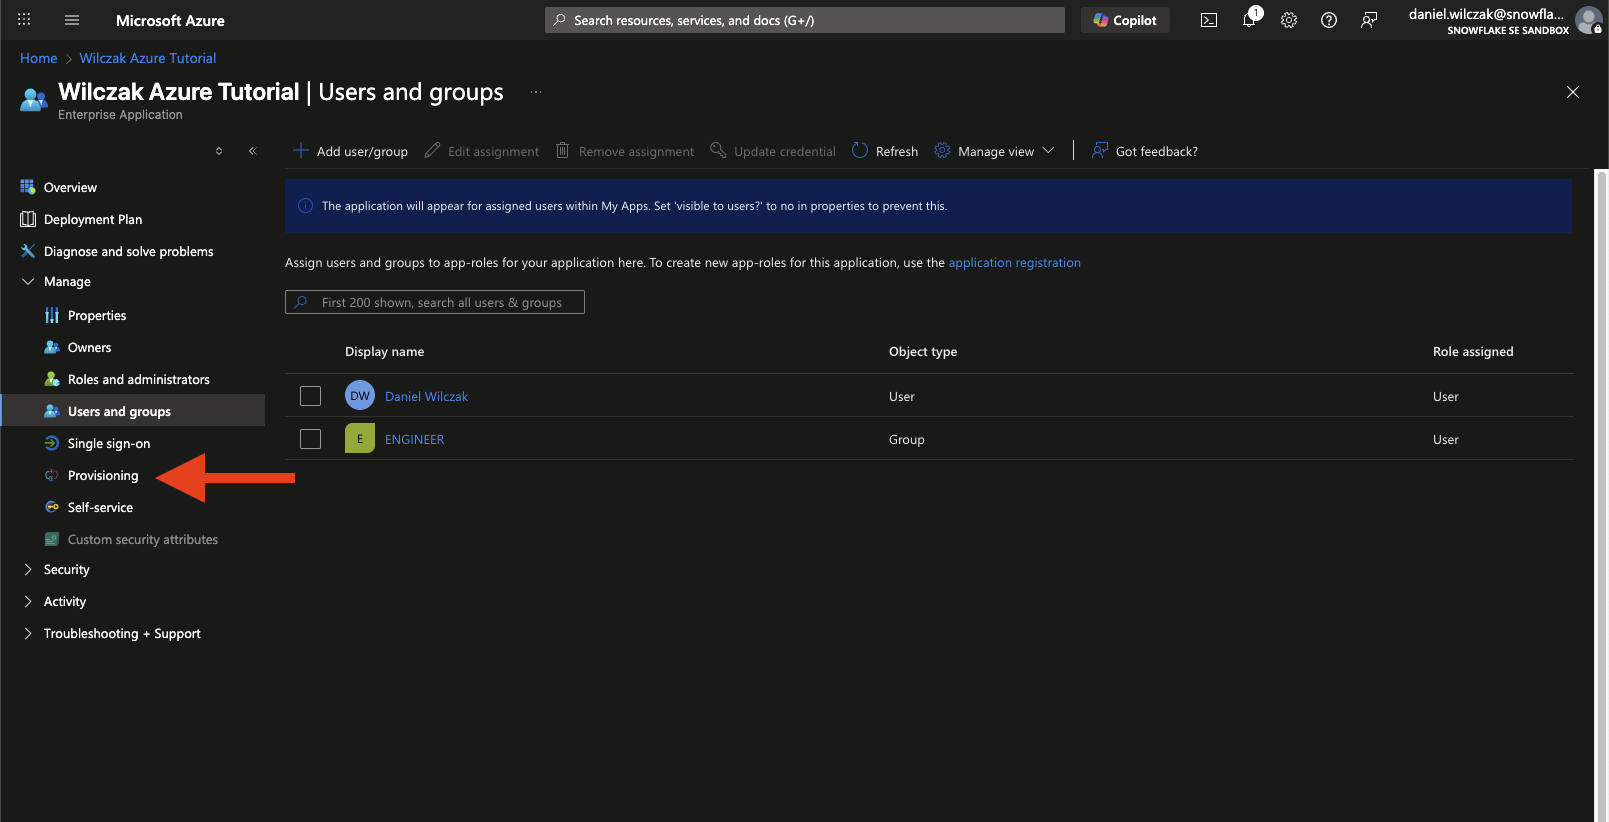 Microsoft Azure
Search resources, services, and docs (G+/)
Copilot
1
daniel.wilczak@snowfla...
SNOWFLAKE SE SANDBOX
Home > Wilczak Azure Tutorial
Wilczak Azure Tutorial | Users and groups ...
Enterprise Application
Add user/group Edit assignment Remove assignment Update credential Refresh Manage view Got feedback?
The application will appear for assigned users within My Apps. Set 'visible to users?' to no in properties to prevent this.
Assign users and groups to app-roles for your application here. To create new app-roles for this application, use the application registration
First 200 shown, search all users & groups
Display name Object type Role assigned
DW Daniel Wilczak User User
E ENGINEER Group User
Overview
Deployment Plan
Diagnose and solve problems
Manage
Properties
Owners
Roles and administrators
Users and groups
Single sign-on
Provisioning
Self-service
Custom security attributes
Security
Activity
Troubleshooting + Support